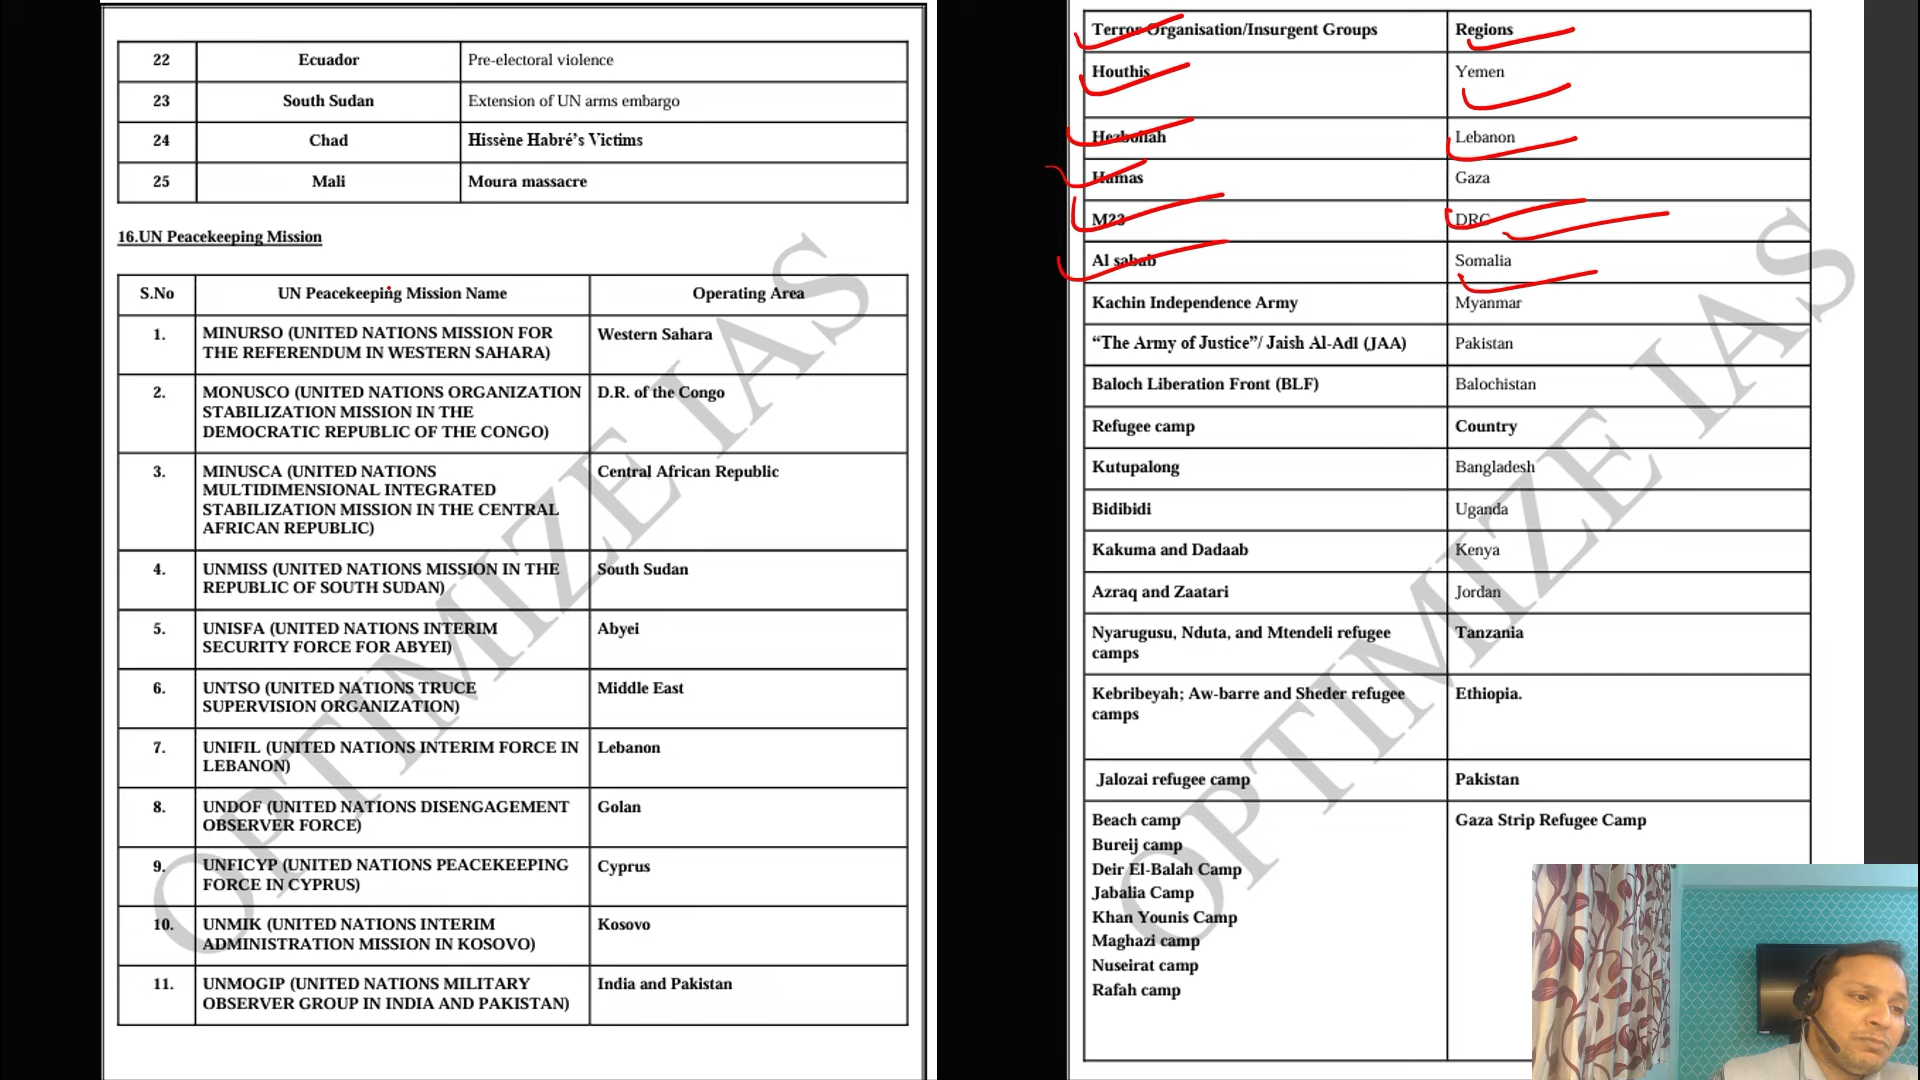 22 Ecuador Pre-electoral violence
23 South Sudan Extension of UN arms embargo
24 Chad Hissène Habré’s Victims
25 Mali Moura massacre
16.UN Peacekeeping Mission
S.No UN Peacekeeping Mission Name Operating Area
1. MINURSO (UNITED NATIONS MISSION FOR Western Sahara
THE REFERENDUM IN WESTERN SAHARA)
2. MONUSCO (UNITED NATIONS ORGANIZATION D.R. of the Congo
STABILIZATION MISSION IN THE
DEMOCRATIC REPUBLIC OF THE CONGO)
3. MINUSCA (UNITED NATIONS Central African Republic
MULTIDIMENSIONAL INTEGRATED
STABILIZATION MISSION IN THE CENTRAL
AFRICAN REPUBLIC)
4. UNMISS (UNITED NATIONS MISSION IN THE South Sudan
REPUBLIC OF SOUTH SUDAN)
5. UNISFA (UNITED NATIONS INTERIM Abyei
SECURITY FORCE FOR ABYEI)
6. UNTSO (UNITED NATIONS TRUCE Middle East
SUPERVISION ORGANIZATION)
7. UNIFIL (UNITED NATIONS INTERIM FORCE IN Lebanon
LEBANON)
8. UNDOF (UNITED NATIONS DISENGAGEMENT Golan
OBSERVER FORCE)
9. UNFICYP (UNITED NATIONS PEACEKEEPING Cyprus
FORCE IN CYPRUS)
10. UNMIK (UNITED NATIONS INTERIM Kosovo
ADMINISTRATION MISSION IN KOSOVO)
11. UNMOGIP (UNITED NATIONS MILITARY India and Pakistan
OBSERVER GROUP IN INDIA AND PAKISTAN)
OPTIMIZE IAS
Terror Organisation/Insurgent Groups Regions
Houthis Yemen
Hezbollah Lebanon
Hamas Gaza
M23 DRC
Al sabab Somalia
Kachin Independence Army Myanmar
“The Army of Justice”/ Jaish Al-Adl (JAA) Pakistan
Baloch Liberation Front (BLF) Balochistan
Refugee camp Country
Kutupalong Bangladesh
Bidibidi Uganda
Kakuma and Dadaab Kenya
Azraq and Zaatari Jordan
Nyarugusu, Nduta, and Mtendeli refugee Tanzania
camps
Kebribeyah; Aw-barre and Sheder refugee Ethiopia.
camps
Jalozai refugee camp Pakistan
Beach camp Gaza Strip Refugee Camp
Bureij camp
Deir El-Balah Camp
Jabalia Camp
Khan Younis Camp
Maghazi camp
Nuseirat camp
Rafah camp
OPTIMIZE IAS